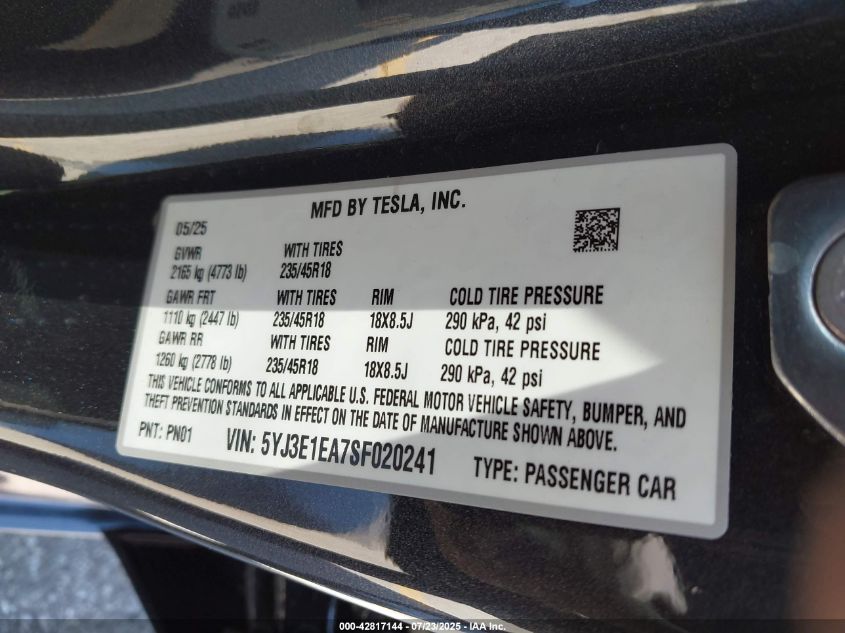 MFD BY TESLA, INC.
05/25
GVWR WITH TIRES
2165 kg (4773 lb) 235/45R18
GAWR FRT WITH TIRES RIM COLD TIRE PRESSURE
1110 kg (2447 lb) 235/45R18 18X8.5J 290 kPa, 42 psi
GAWR RR WITH TIRES RIM COLD TIRE PRESSURE
1260 kg (2778 lb) 235/45R18 18X8.5J 290 kPa, 42 psi
THIS VEHICLE CONFORMS TO ALL APPLICABLE U.S. FEDERAL MOTOR VEHICLE SAFETY, BUMPER, AND
THEFT PREVENTION STANDARDS IN EFFECT ON THE DATE OF MANUFACTURE SHOWN ABOVE.
PNT: PN01 VIN: 5YJ3E1EA7SF020241 TYPE: PASSENGER CAR
000-42817144 - 07/23/2025 - IAA Inc.